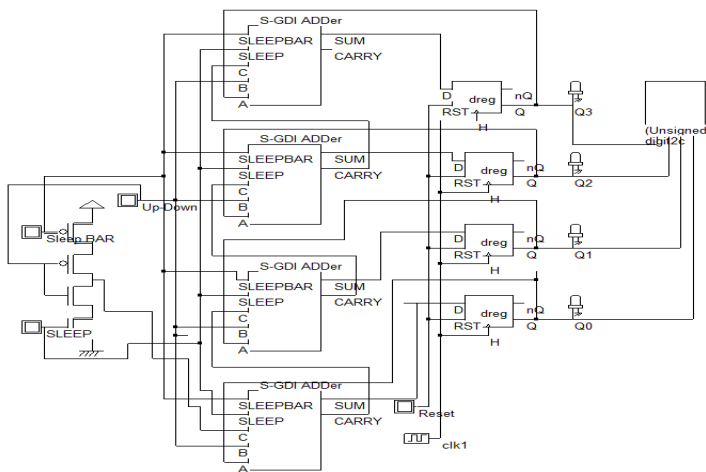 S-GDI ADDer
SLEEPBAR SUM
SLEEP CARRY
C
B
A
D nQ
dreg
RST Q
H
Q3
(Unsigned
digit2c
S-GDI ADDer
SLEEPBAR SUM
SLEEP CARRY
C
B
A
D nQ
dreg
RST Q
H
Q2
Up-Down
Sleep BAR
S-GDI ADDer
SLEEPBAR SUM
SLEEP CARRY
C
B
A
D nQ
dreg
RST Q
H
Q1
SLEEP
D nQ
dreg
RST Q
H
Q0
S-GDI ADDer
SLEEPBAR SUM
SLEEP CARRY
C
B
A
Reset
clk1